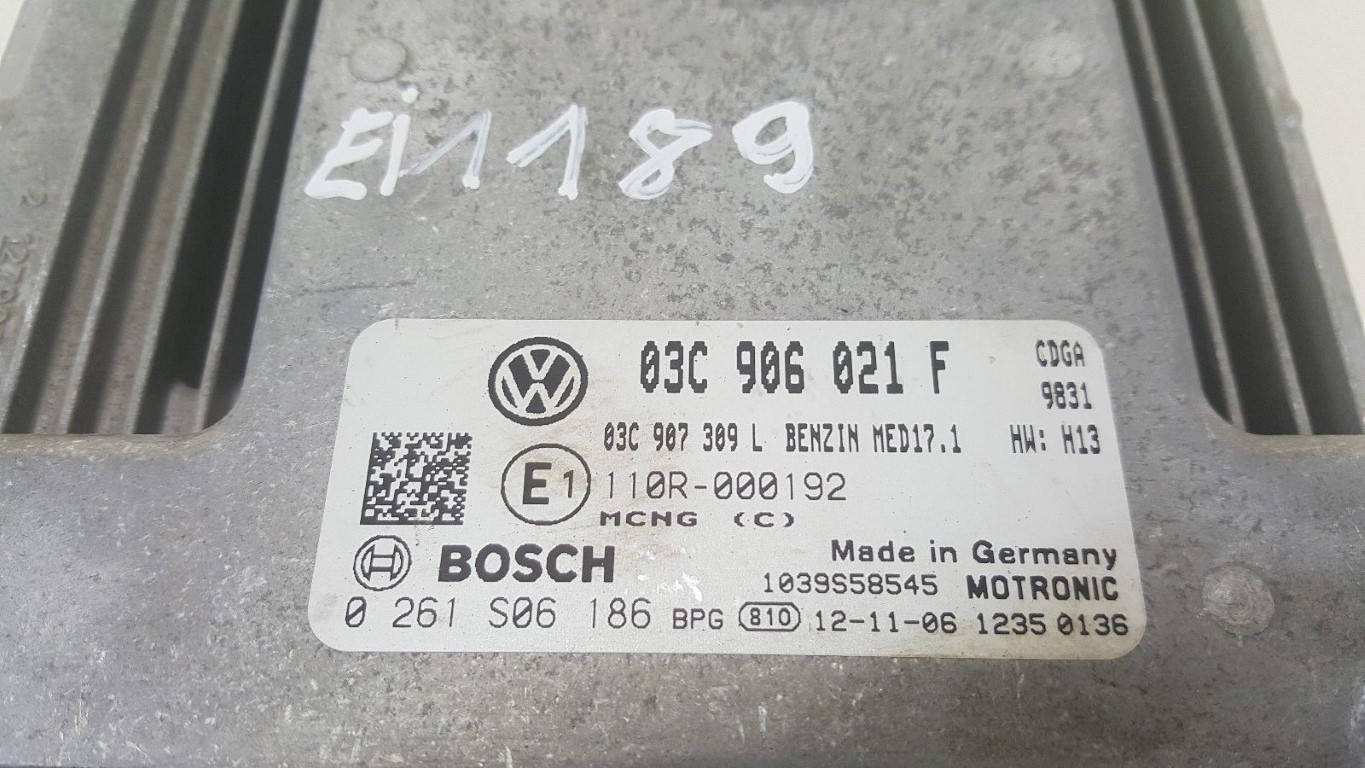 Ei1189
03C 906 021 F
CDGA
9831
03C 907 309 L BENZIN MED17.1 HW: H13
E1 110R-000192
MCNG (C)
BOSCH
Made in Germany
1039S58545 MOTRONIC
0 261 S06 186 BPG 810 12-11-06 1235 0136